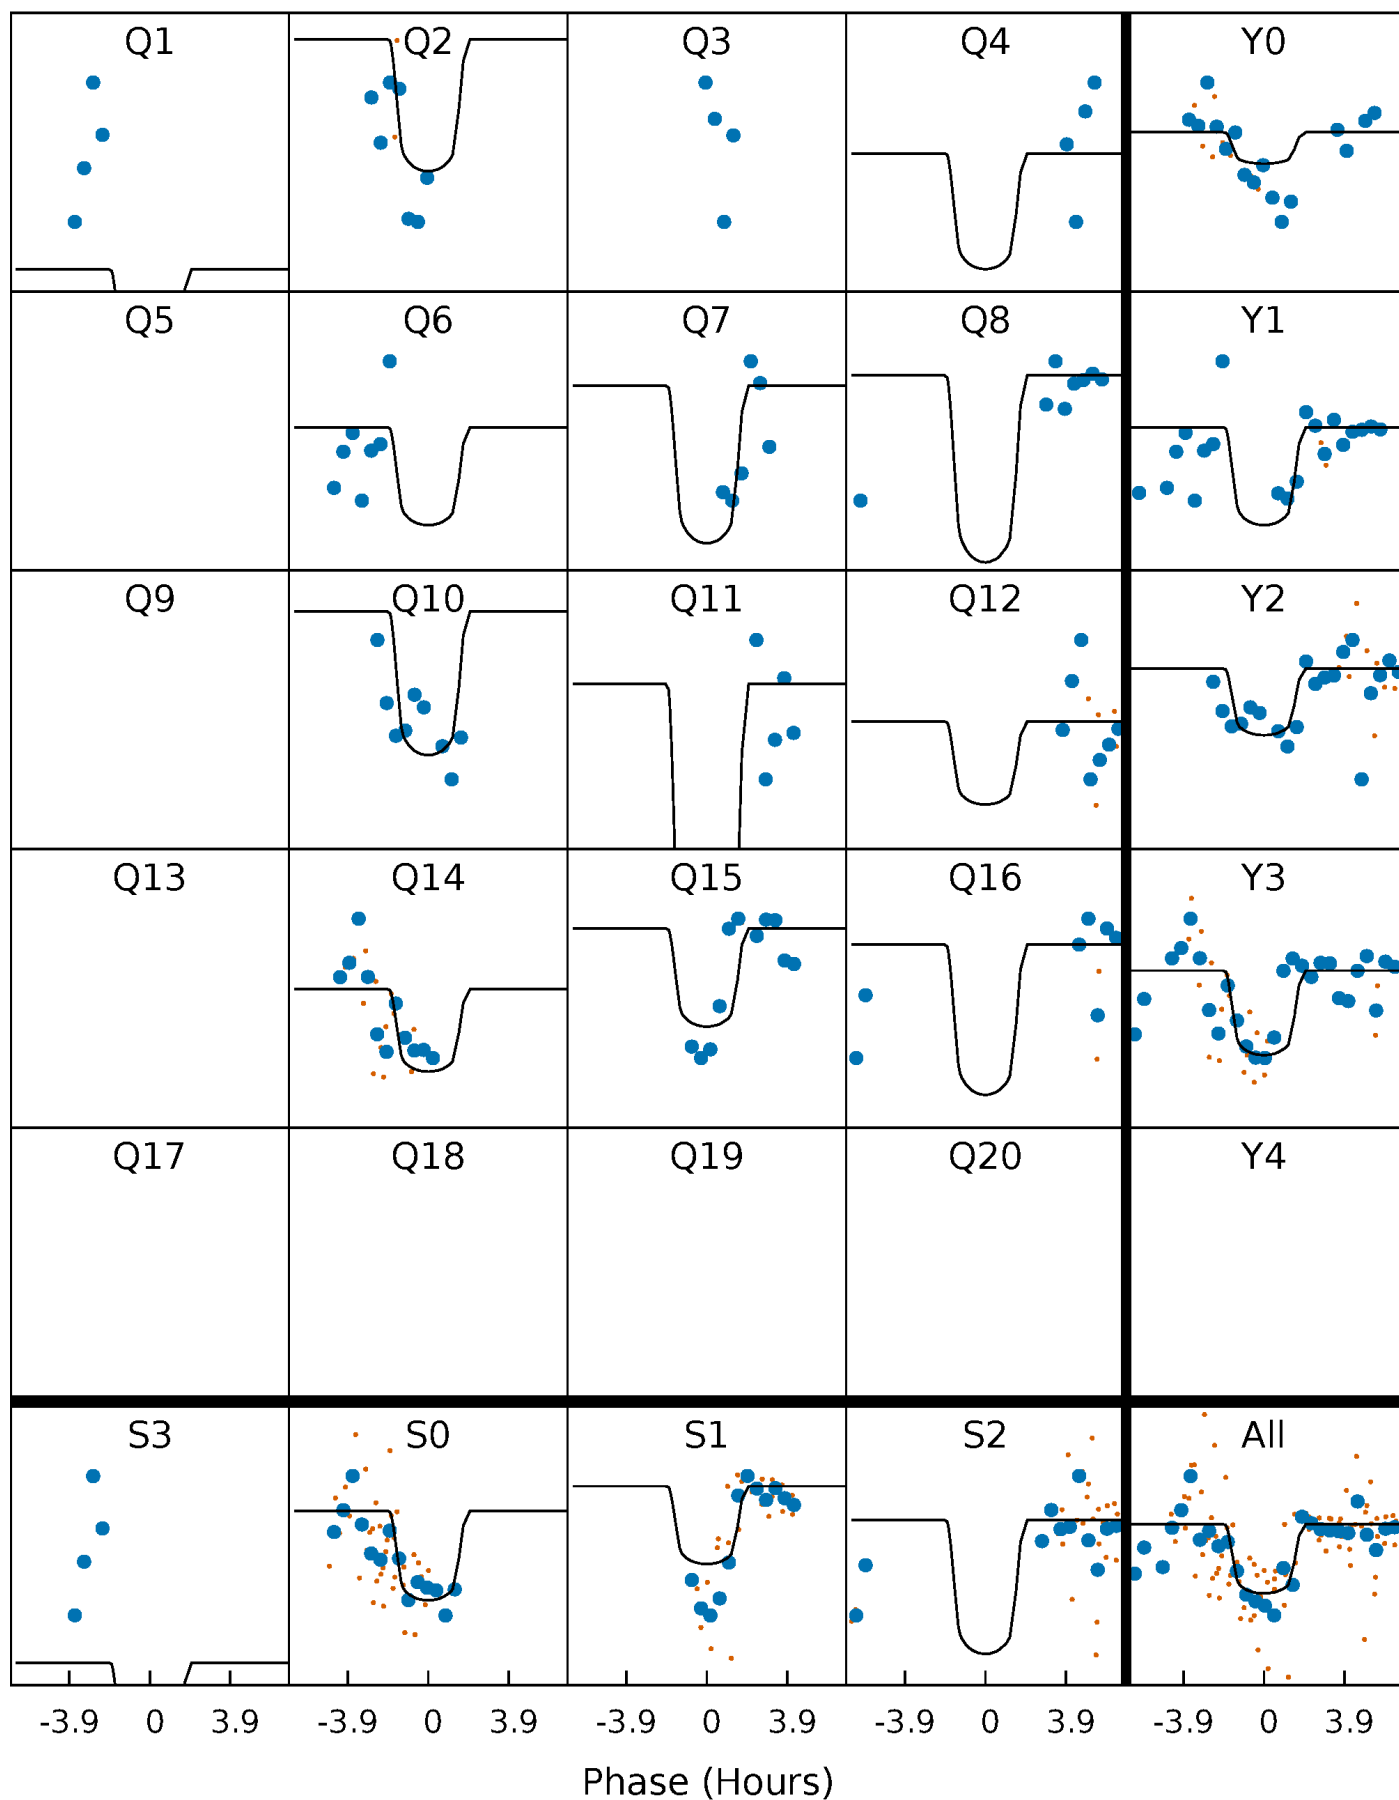 Q1 Q2 Q3 Q4 Y0
Q5 Q6 Q7 Q8 Y1
Q9 Q10 Q11 Q12 Y2
Q13 Q14 Q15 Q16 Y3
Q17 Q18 Q19 Q20 Y4
S3 S0 S1 S2 All
-3.9 0 3.9 -3.9 0 3.9 -3.9 0 3.9 -3.9 0 3.9 -3.9 0 3.9
Phase (Hours)